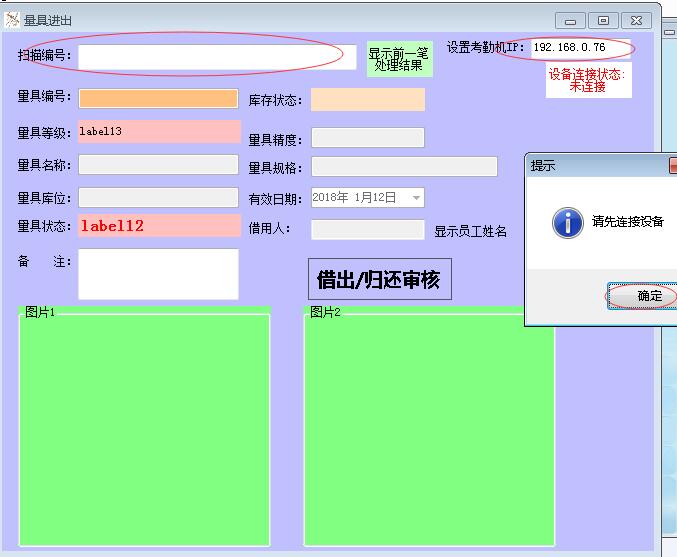 量具进出
扫描编号：
显示前一笔
处理结果
设置考勤机IP：
192.168.0.76
设备连接状态：
未连接
量具编号：
库存状态：
量具等级：
label13
量具精度：
量具名称：
量具规格：
量具库位：
有效日期：
2018年 1月12日
量具状态：
label12
借用人：
显示员工姓名
备 注：
借出/归还审核
图片1
图片2
提示
请先连接设备
确定